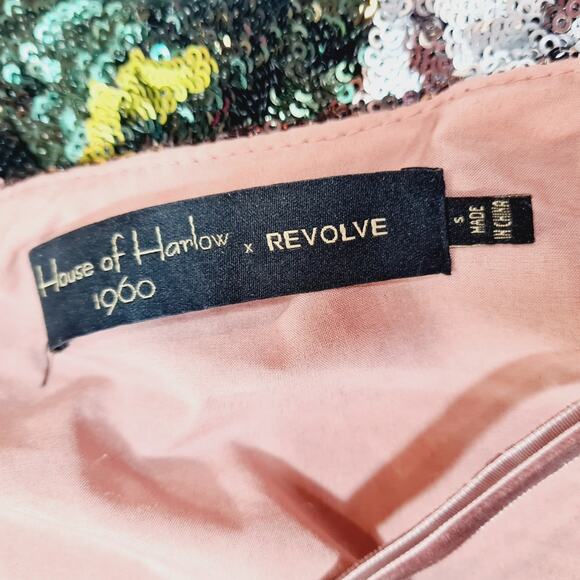 House of Harlow x REVOLVE
1960
S
MADE
IN CHINA